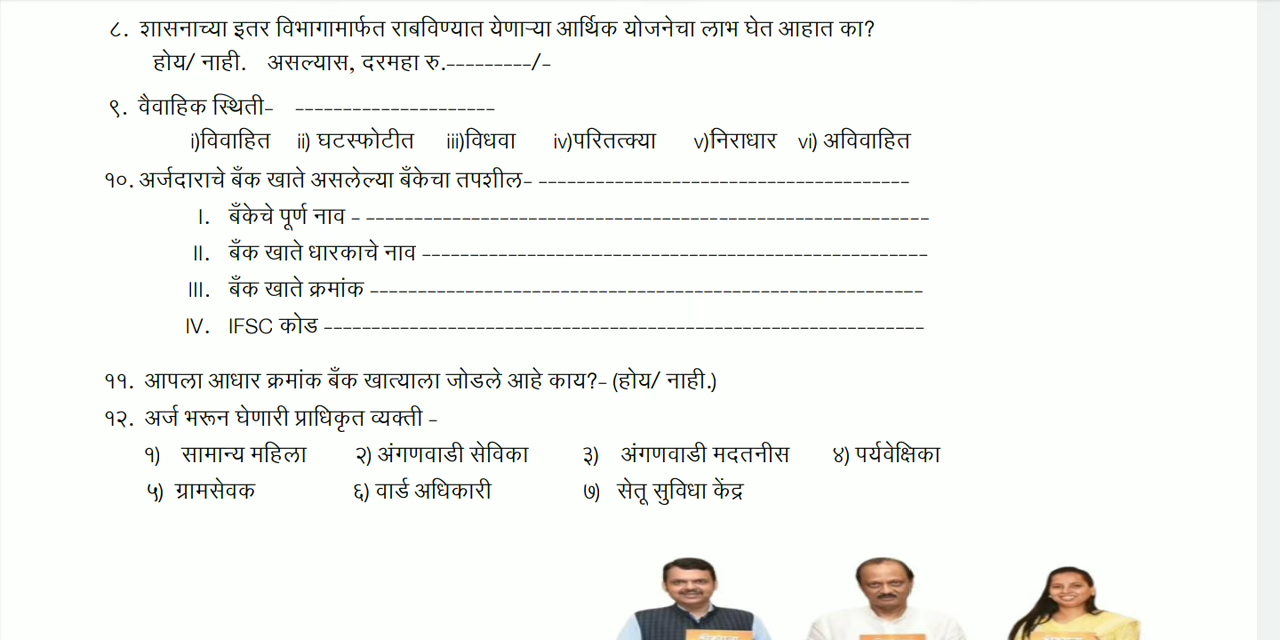 ८. शासनाच्या इतर विभागामार्फत राबविण्यात येणाऱ्या आर्थिक योजनेचा लाभ घेत आहात का?
होय/ नाही. असल्यास, दरमहा रु.---------/-
९. वैवाहिक स्थिती- ---------------------
i)विवाहित ii) घटस्फोटीत iii)विधवा iv)परितत्क्या v)निराधार vi) अविवाहित
१०. अर्जदाराचे बँक खाते असलेल्या बँकेचा तपशील- ---------------------------------------
I. बँकेचे पूर्ण नाव - -----------------------------------------------------------
II. बँक खाते धारकाचे नाव -----------------------------------------------------
III. बँक खाते क्रमांक ----------------------------------------------------------
IV. IFSC कोड ---------------------------------------------------------------
११. आपला आधार क्रमांक बँक खात्याला जोडले आहे काय?- (होय/ नाही.)
१२. अर्ज भरून घेणारी प्राधिकृत व्यक्ती -
१) सामान्य महिला २) अंगणवाडी सेविका ३) अंगणवाडी मदतनीस ४) पर्यवेक्षिका
५) ग्रामसेवक ६) वार्ड अधिकारी ७) सेतू सुविधा केंद्र